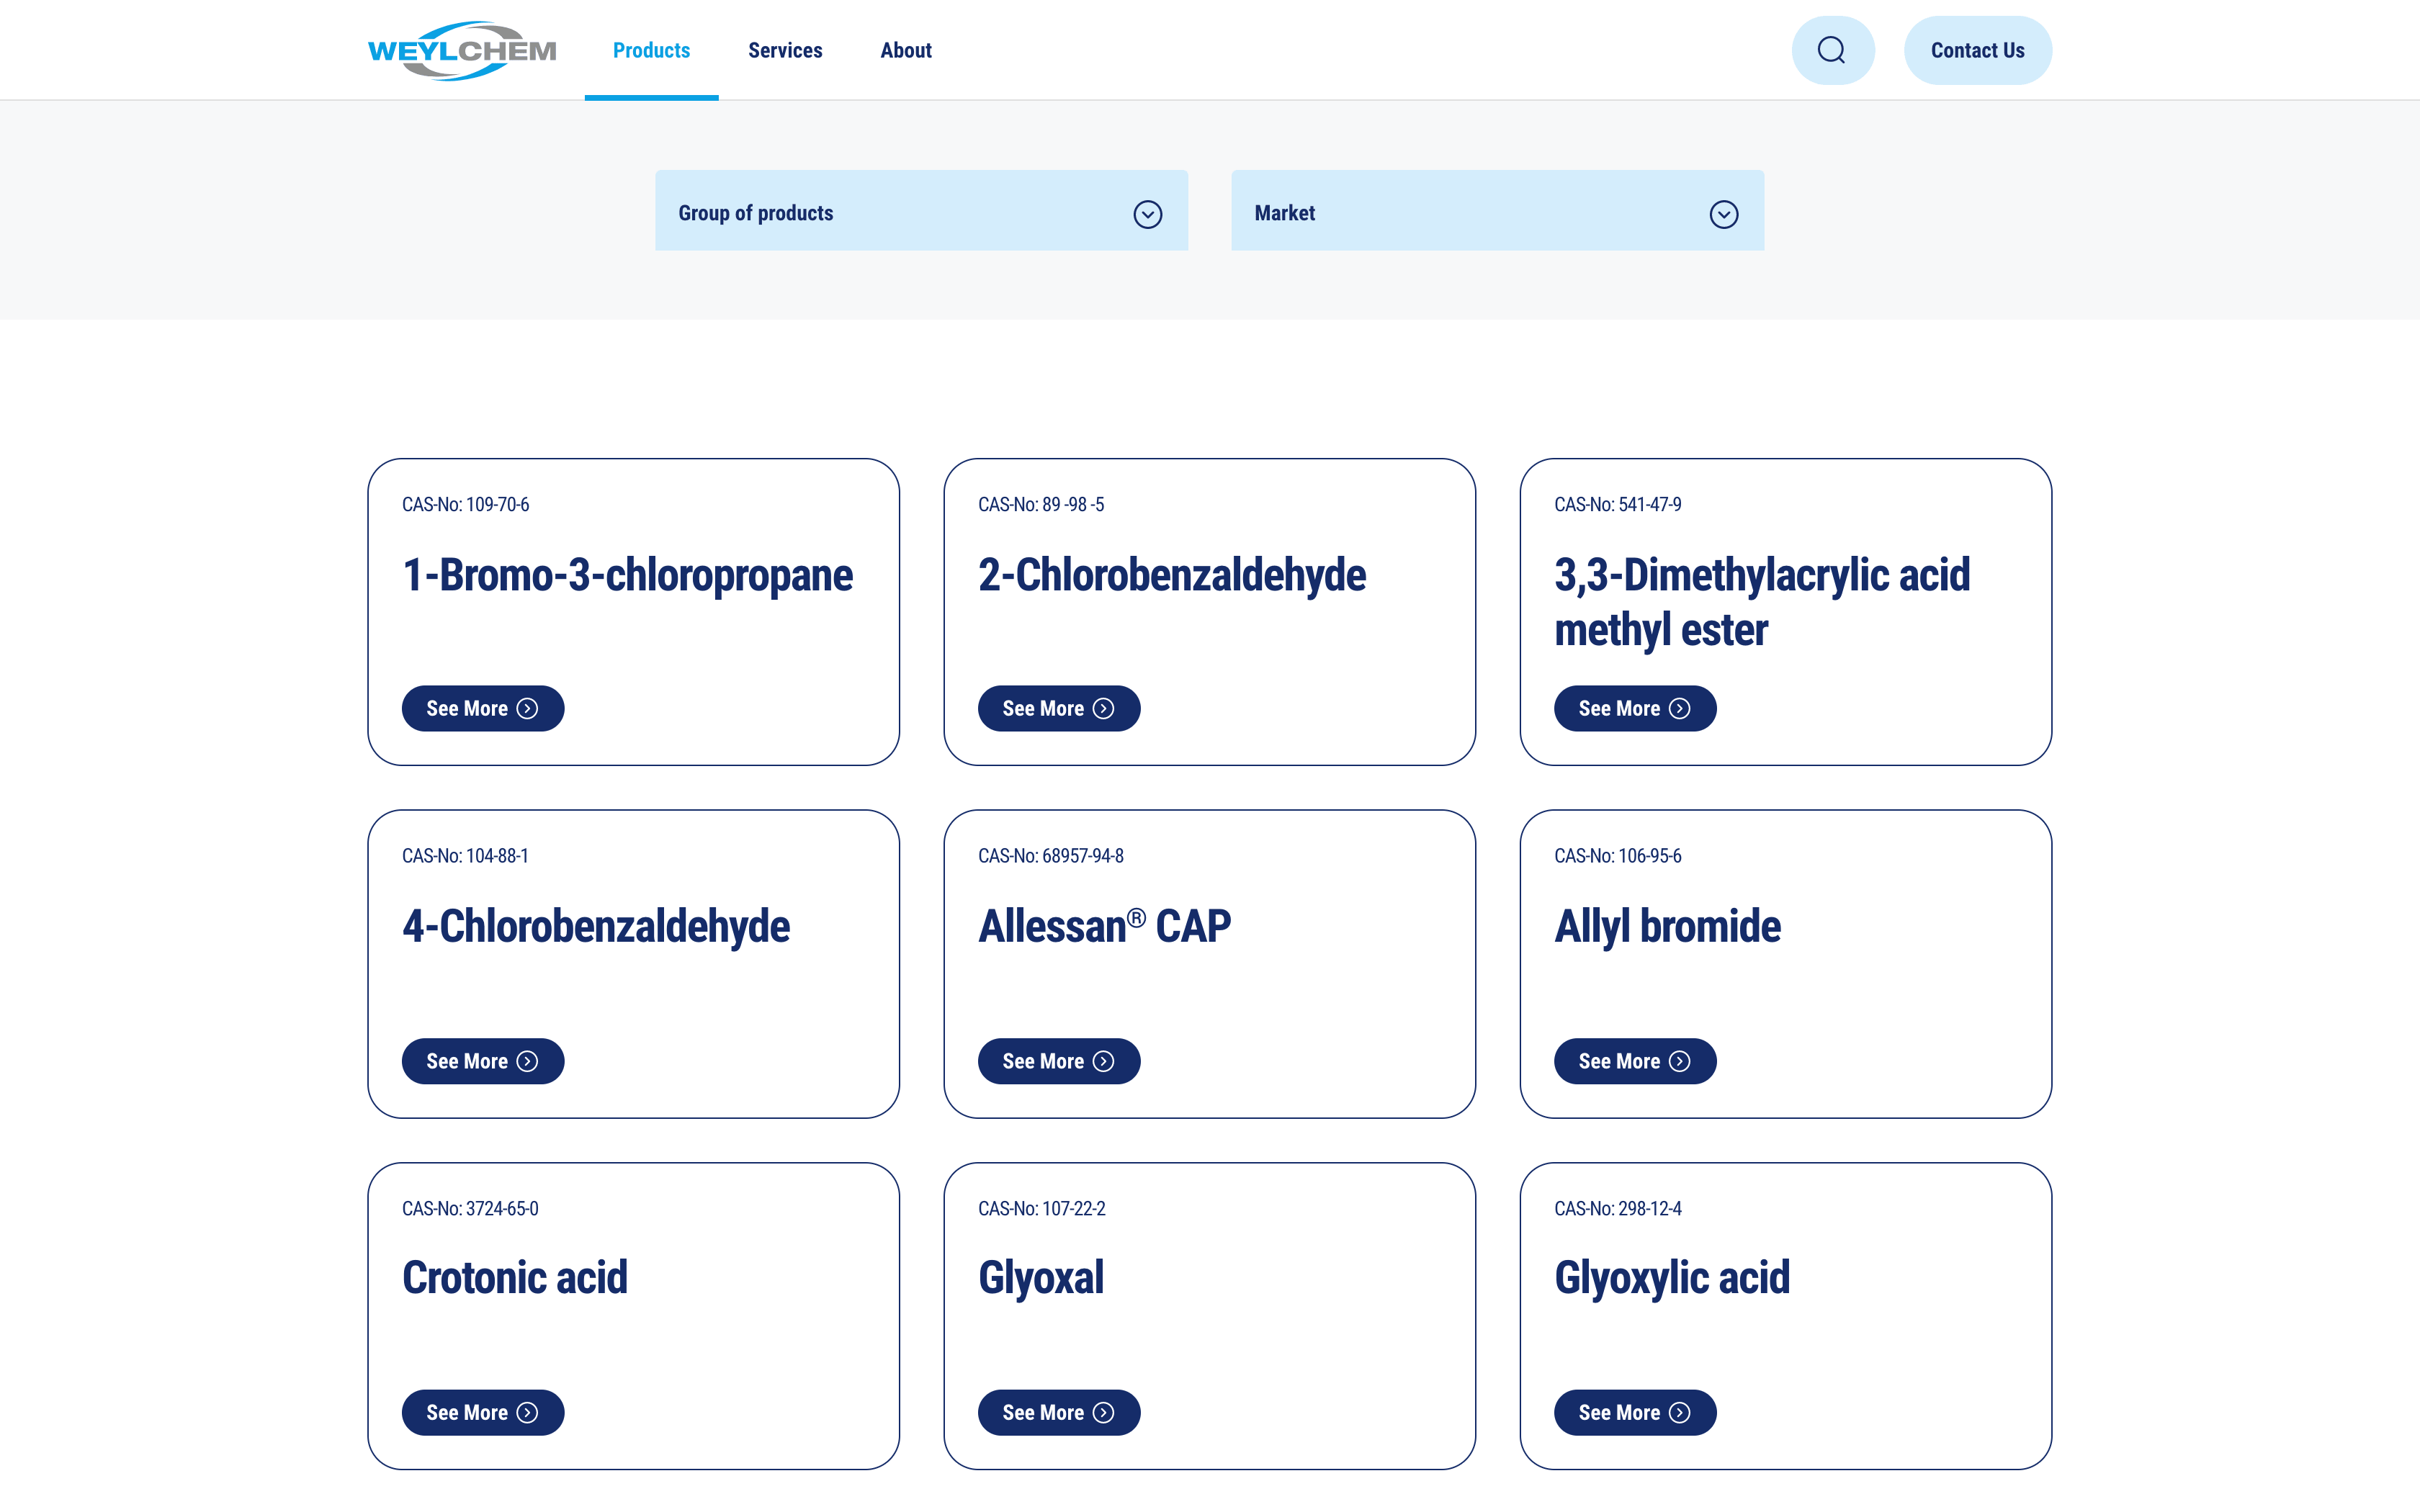 WEYLCHEM
Products
Services
About
Contact Us
Group of products
Market
CAS-No: 109-70-6
1-Bromo-3-chloropropane
See More
CAS-No: 89 -98 -5
2-Chlorobenzaldehyde
See More
CAS-No: 541-47-9
3,3-Dimethylacrylic acid
methyl ester
See More
CAS-No: 104-88-1
4-Chlorobenzaldehyde
See More
CAS-No: 68957-94-8
Allessan® CAP
See More
CAS-No: 106-95-6
Allyl bromide
See More
CAS-No: 3724-65-0
Crotonic acid
See More
CAS-No: 107-22-2
Glyoxal
See More
CAS-No: 298-12-4
Glyoxylic acid
See More